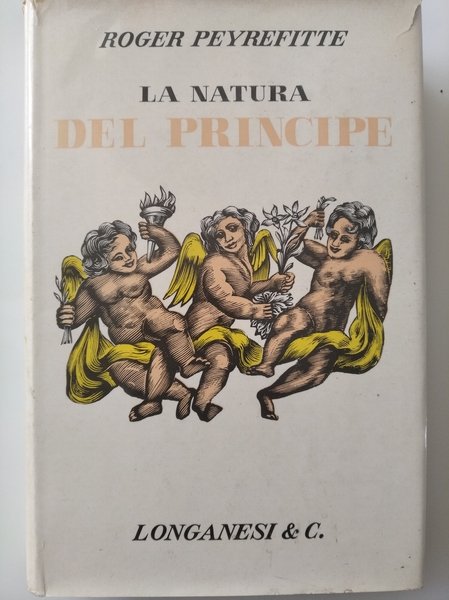 ROGER PEYREFITTE
LA NATURA
DEL PRINCIPE
LONGANESI & C.